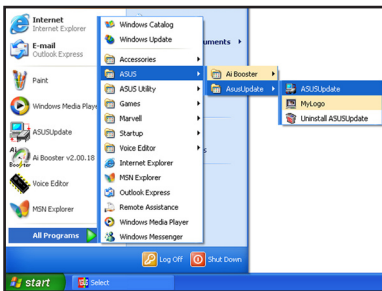 Internet
Internet Explorer
E-mail
Outlook Express
Paint
Windows Media Playe
ASUSUpdate
Ai Booster v2.00.18
Voice Editor
MSN Explorer
All Programs
Windows Catalog
Windows Update
Accessories
ASUS
ASUS Utility
Games
Marvell
Startup
Voice Editor
Internet Explorer
MSN Explorer
Outlook Express
Remote Assistance
Windows Media Player
Windows Messenger
uments
s
Ai Booster
AsusUpdate
ASUSUpdate
MyLogo
Uninstall ASUSUpdate
Log Off
Shut Down
start
Select